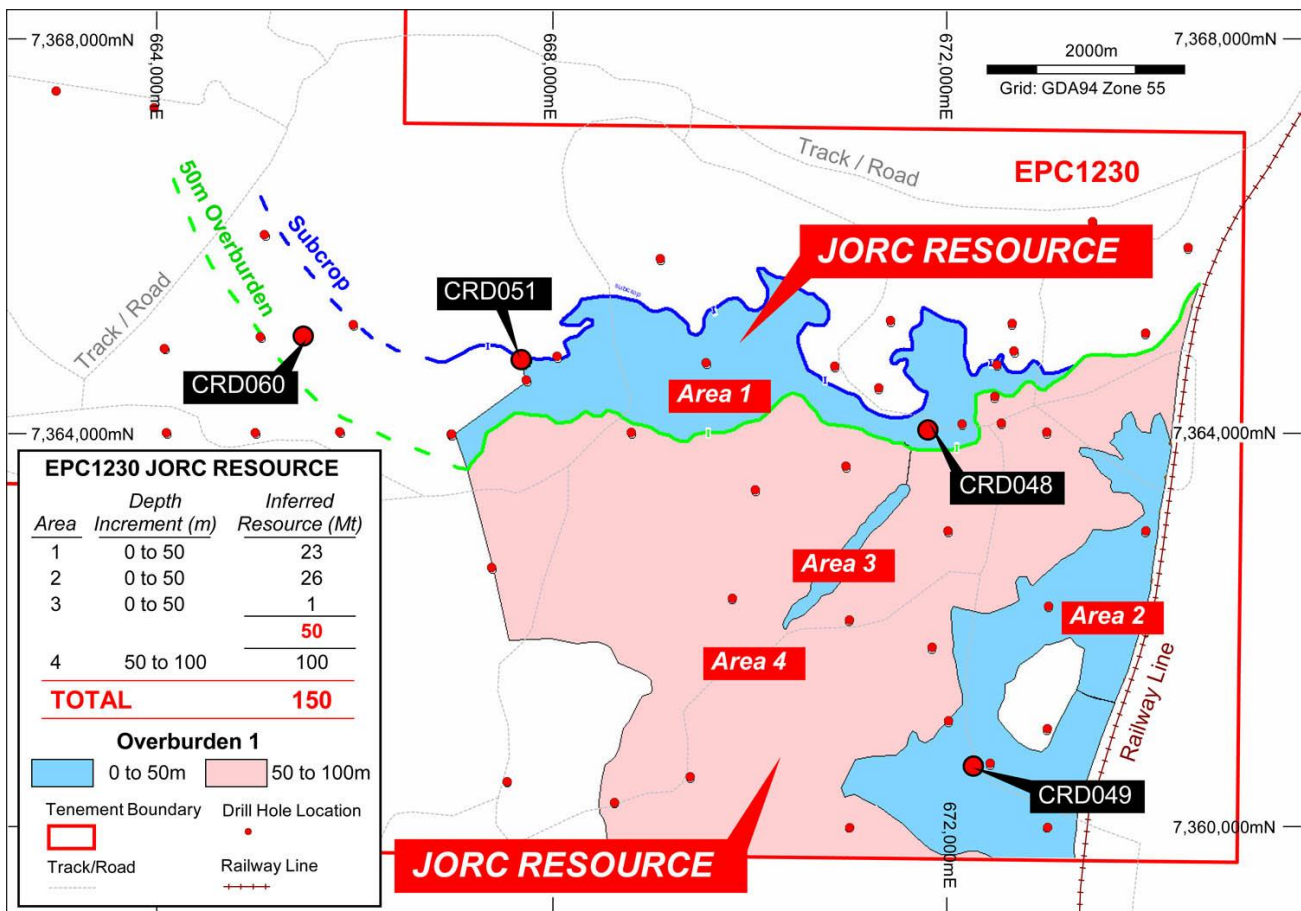 7,368,000mN
664,000mE
668,000mE
672,000mE
7,368,000mN
2000m
Grid: GDA94 Zone 55
Track / Road
EPC1230
50m Overburden
Subcrop
JORC RESOURCE
Track / Road
CRD051
subcrop
CRD060
Area 1
7,364,000mN
CRD048
Area 3
Area 2
Area 4
Railway Line
CRD049
672,000mE
7,360,000mN
JORC RESOURCE
EPC1230 JORC RESOURCE
Depth Inferred
Area Increment (m) Resource (Mt)
1 0 to 50 23
2 0 to 50 26
3 0 to 50 1
50
4 50 to 100 100
TOTAL 150
Overburden 1
0 to 50m 50 to 100m
Tenement Boundary Drill Hole Location
Track/Road Railway Line